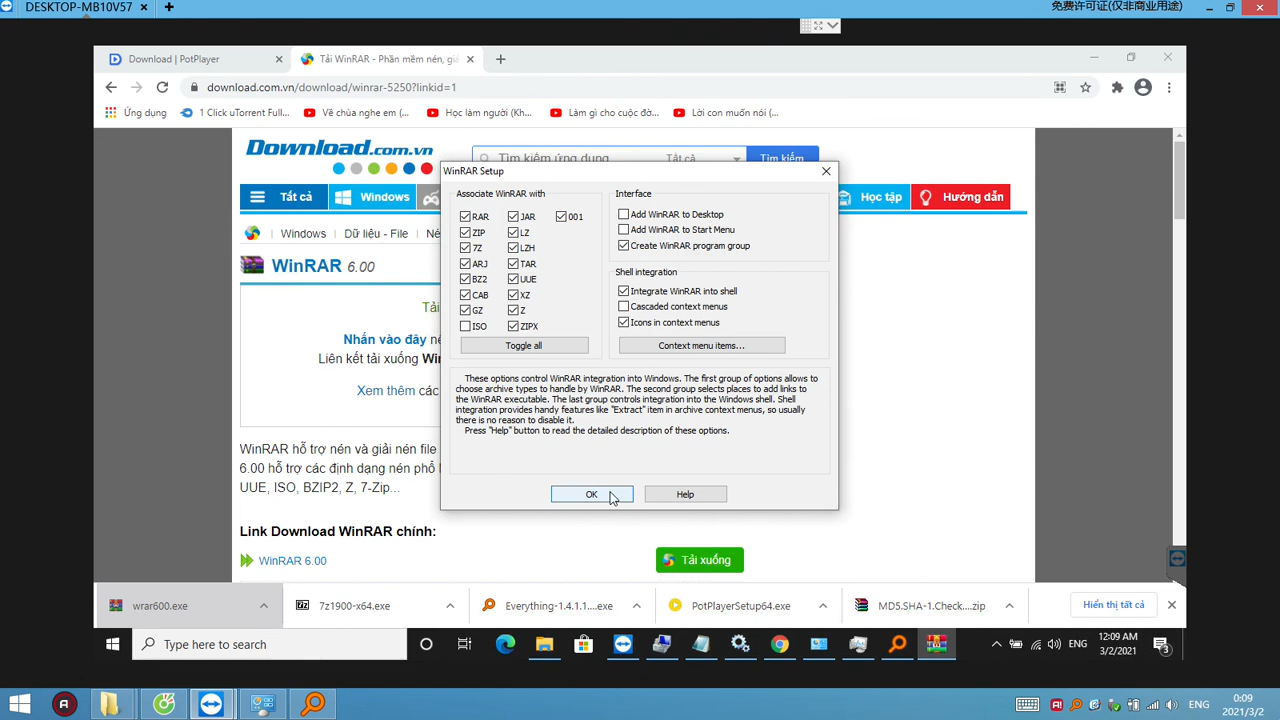 DESKTOP-MB10V57
免费许可证(仅非商业用途)
Download | PotPlayer
Tải WinRAR - Phần mềm nén, giả
download.com.vn/download/winrar-5250?linkid=1
Ứng dụng
1 Click uTorrent Full...
Về chùa nghe em (...
Học làm người (Kh...
Làm gì cho cuộc đờ...
Lời con muốn nói (...
Download.com.vn
Tìm kiếm ứng dụng
Tất cả
Tìm kiếm
Tất cả
Windows
Học tập
Hướng dẫn
Windows
Dữ liệu - File
WinRAR 6.00
Nhấn vào đây
Liên kết tải xuống
Xem thêm các
WinRAR hỗ trợ nén và giải nén file
6.00 hỗ trợ các định dạng nén phổ
UUE, ISO, BZIP2, Z, 7-Zip...
Link Download WinRAR chính:
WinRAR 6.00
Tải xuống
WinRAR Setup
Associate WinRAR with
RAR
JAR
001
ZIP
LZ
7Z
LZH
ARJ
TAR
BZ2
UUE
CAB
XZ
GZ
Z
ISO
ZIPX
Toggle all
Interface
Add WinRAR to Desktop
Add WinRAR to Start Menu
Create WinRAR program group
Shell integration
Integrate WinRAR into shell
Cascaded context menus
Icons in context menus
Context menu items...
These options control WinRAR integration into Windows. The first group of options allows to
choose archive types to handle by WinRAR. The second group selects places to add links to
the WinRAR executable. The last group controls integration into the Windows shell. Shell
integration provides handy features like "Extract" item in archive context menus, so usually
there is no reason to disable it.
Press "Help" button to read the detailed description of these options.
OK
Help
wrar600.exe
7z1900-x64.exe
Everything-1.4.1.1....exe
PotPlayerSetup64.exe
MD5.SHA-1.Check....zip
Hiển thị tất cả
Type here to search
ENG
12:09 AM
3/2/2021
3
ENG
0:09
2021/3/2